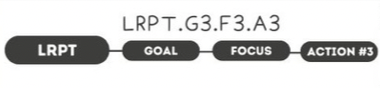 LRPT.G3.F3.A3
LRPT GOAL FOCUS ACTION #3